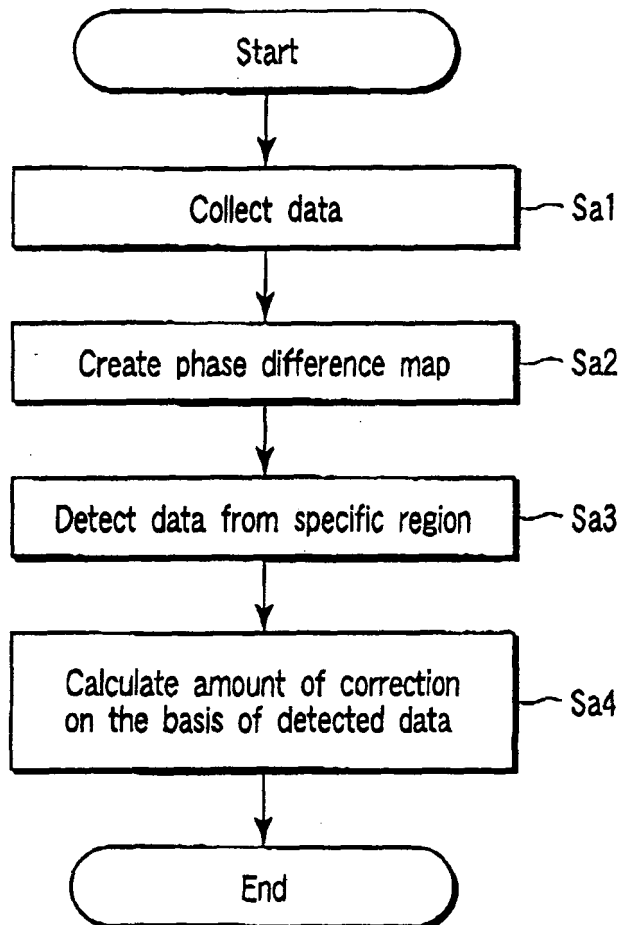 Start
Collect data
Sa1
Create phase difference map
Sa2
Detect data from specific region
Sa3
Calculate amount of correction
on the basis of detected data
Sa4
End